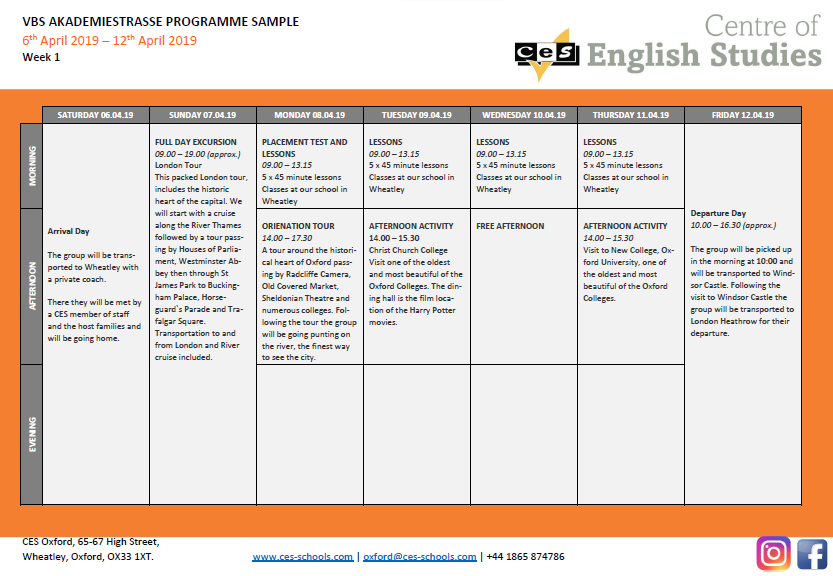 VBS AKADEMIESTRASSE PROGRAMME SAMPLE
6th April 2019 – 12th April 2019
Week 1
ces
Centre of
English Studies
SATURDAY 06.04.19
SUNDAY 07.04.19
MONDAY 08.04.19
TUESDAY 09.04.19
WEDNESDAY 10.04.19
THURSDAY 11.04.19
FRIDAY 12.04.19
MORNING
AFTERNOON
EVENING
Arrival Day
The group will be trans-
ported to Wheatley with
a private coach.
There they will be met by
a CES member of staff
and the host families and
will be going home.
FULL DAY EXCURSION
09.00 – 19.00 (approx.)
London Tour
This packed London tour,
includes the historic
heart of the capital. We
will start with a cruise
along the River Thames
followed by a tour pass-
ing by Houses of Parlia-
ment, Westminster Ab-
bey then through St
James Park to Bucking-
ham Palace, Horse-
guard`s Parade and Tra-
falgar Square.
Transportation to and
from London and River
cruise included.
PLACEMENT TEST AND
LESSONS
09.00 – 13.15
5 x 45 minute lessons
Classes at our school in
Wheatley
ORIENATION TOUR
14.00 – 17.30
A tour around the histori-
cal heart of Oxford pass-
ing by Radcliffe Camera,
Old Covered Market,
Sheldonian Theatre and
numerous colleges. Fol-
lowing the tour the group
will be going punting on
the river, the finest way
to see the city.
LESSONS
09.00 – 13.15
5 x 45 minute lessons
Classes at our school in
Wheatley
AFTERNOON ACTIVITY
14.00 – 15.30
Christ Church College
Visit one of the oldest
and most beautiful of the
Oxford Colleges. The din-
ing hall is the film loca-
tion of the Harry Potter
movies.
LESSONS
09.00 – 13.15
5 x 45 minute lessons
Classes at our school in
Wheatley
FREE AFTERNOON
LESSONS
09.00 – 13.15
5 x 45 minute lessons
Classes at our school in
Wheatley
AFTERNOON ACTIVITY
14.00 – 15.30
Visit to New College, Ox-
ford University, one of
the oldest and most
beautiful of the Oxford
Colleges.
Departure Day
10.00 – 16.30 (approx.)
The group will be picked up
in the morning at 10:00 and
will be transported to Wind-
sor Castle. Following the
visit to Windsor Castle the
group will be transported to
London Heathrow for their
departure.
CES Oxford, 65-67 High Street,
Wheatley, Oxford, OX33 1XT.
www.ces-schools.com | oxford@ces-schools.com | +44 1865 874786